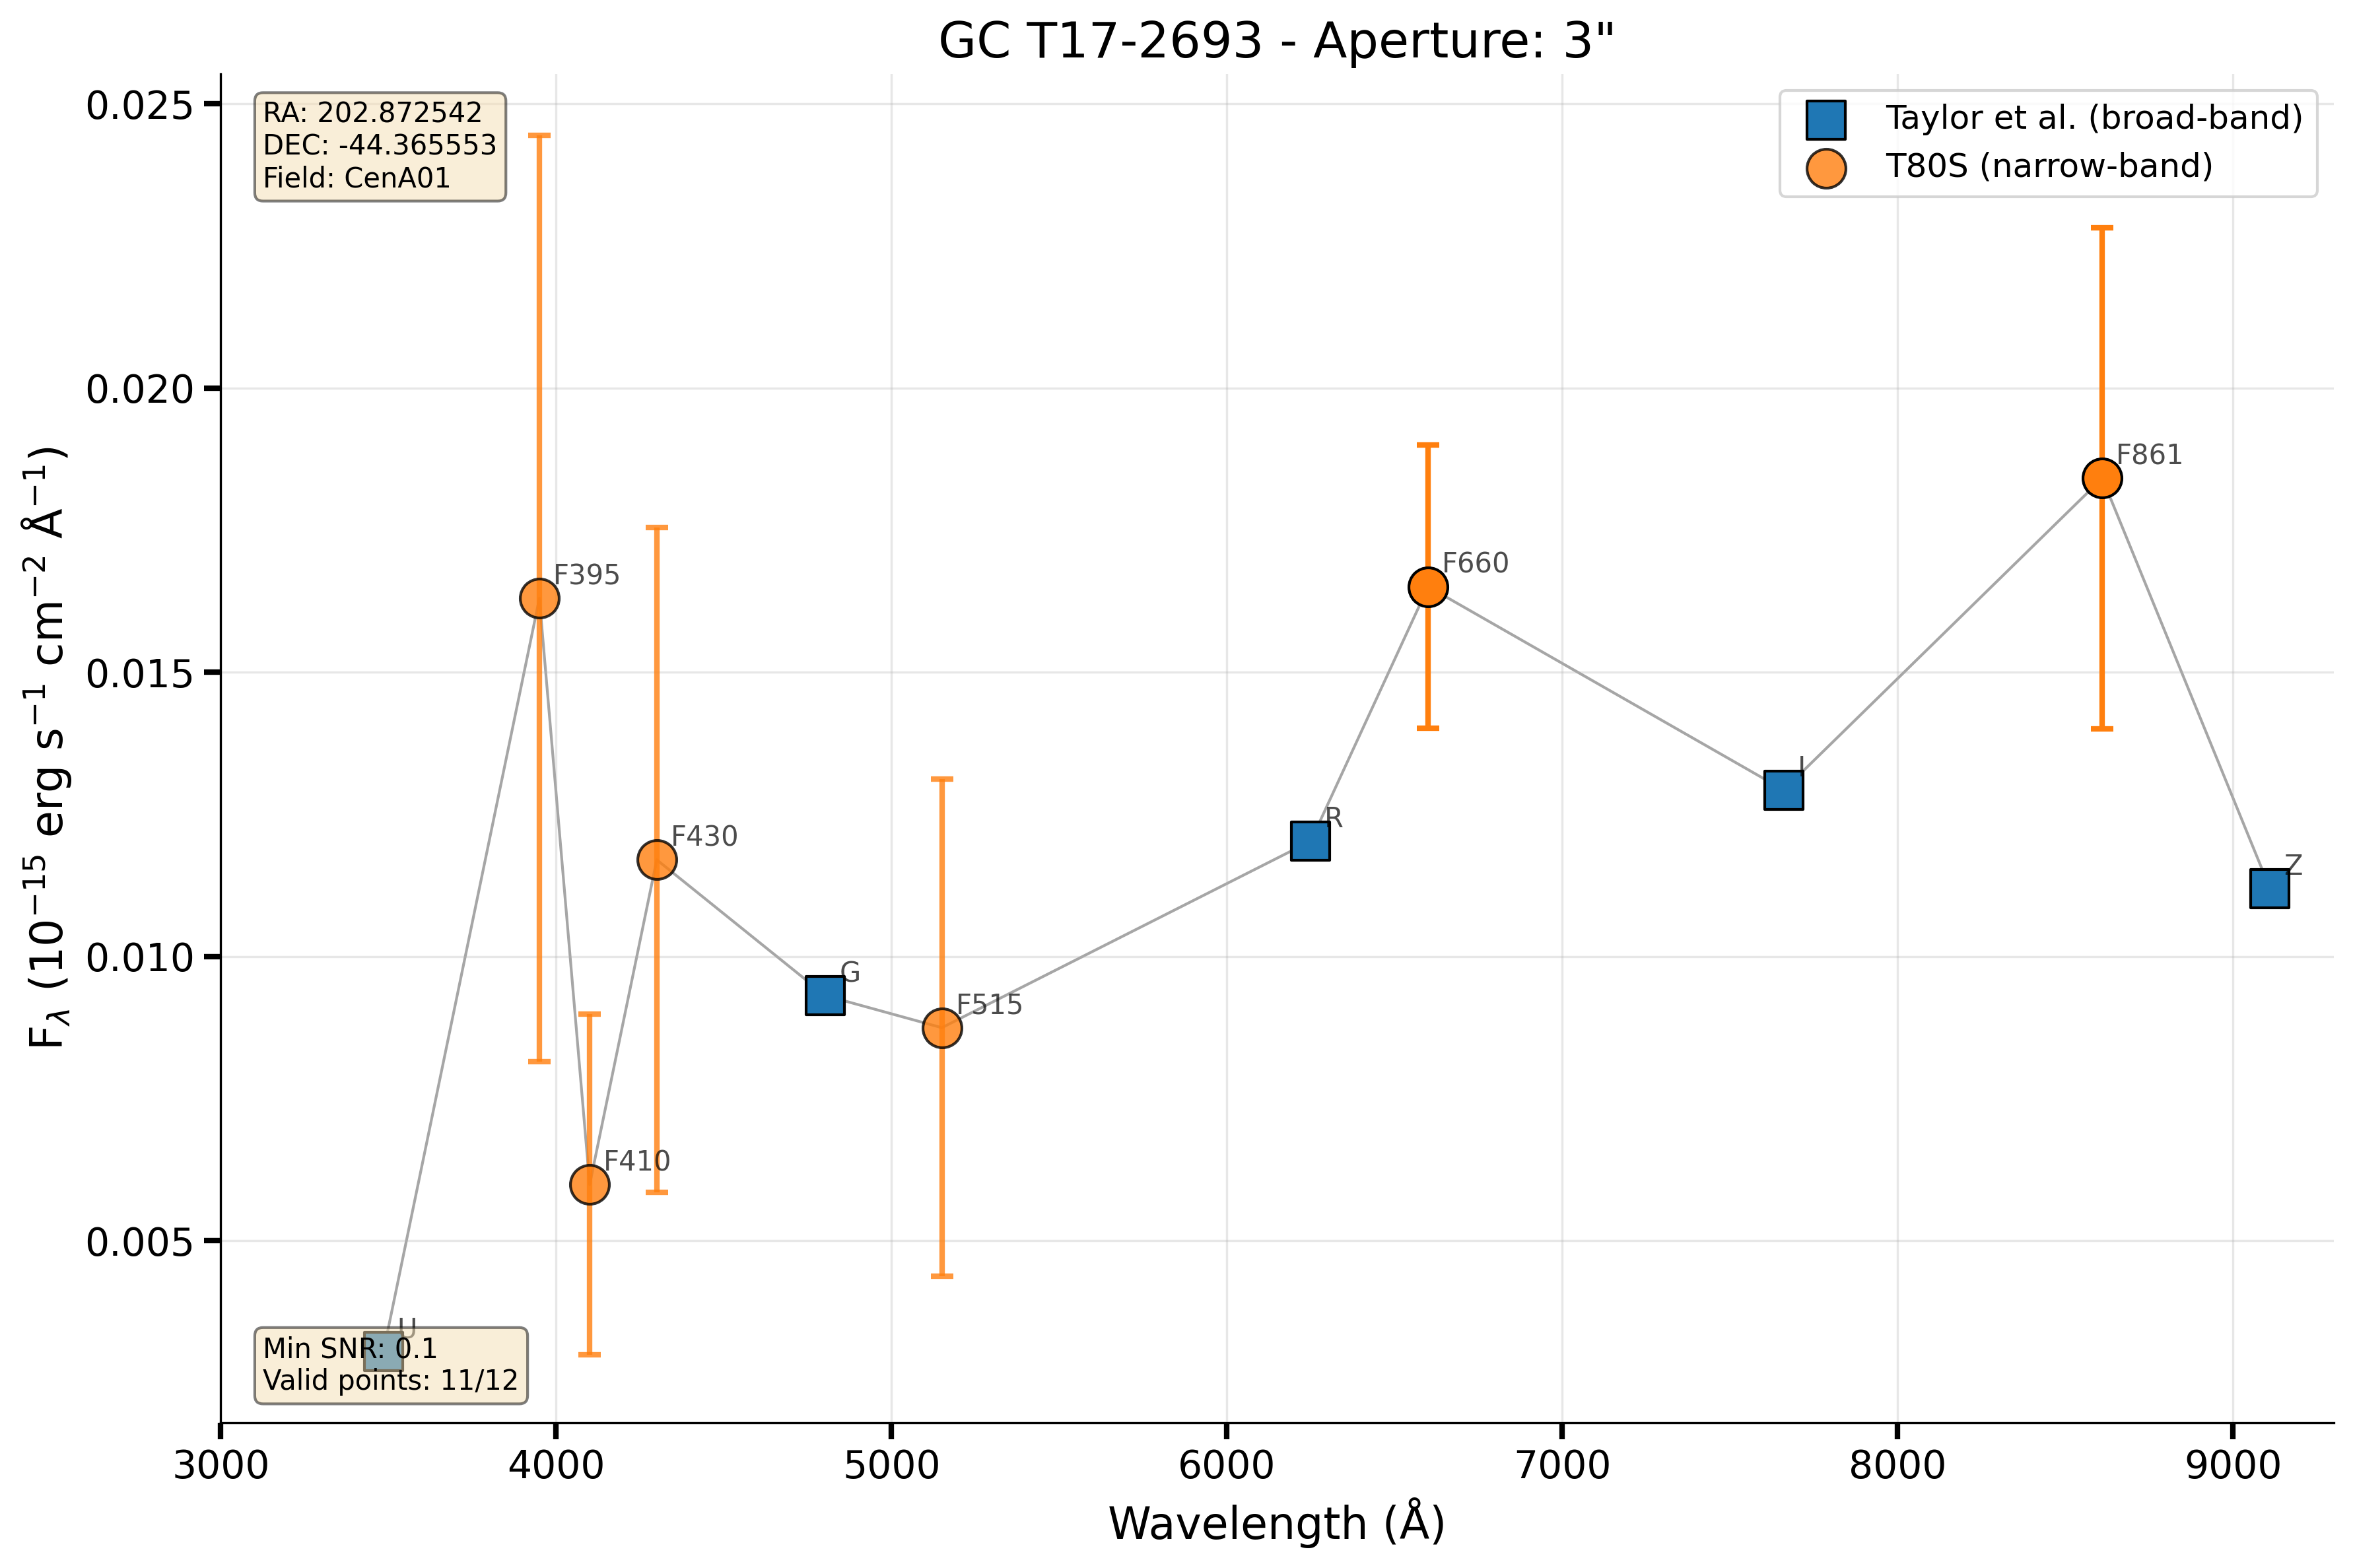 GC T17-2693 - Aperture: 3"
RA: 202.872542
DEC: -44.365553
Field: CenA01
Taylor et al. (broad-band)
T80S (narrow-band)
0.025
0.020
0.015
0.010
0.005
F395
F410
F430
G
F515
R
F660
I
F861
Z
U
Min SNR: 0.1
Valid points: 11/12
3000 4000 5000 6000 7000 8000 9000
Wavelength (Å)
F_λ (10⁻¹⁵ erg s⁻¹ cm⁻² Å⁻¹)